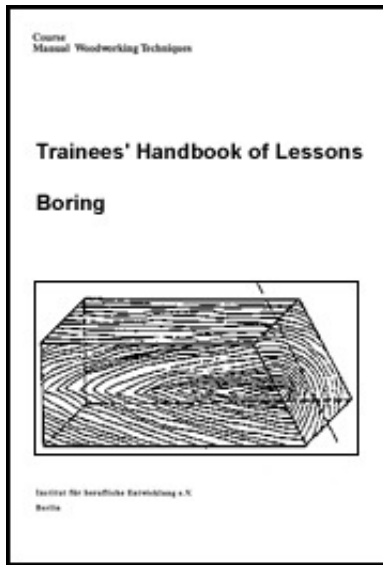 Course
Manual Woodworking Techniques
Trainees' Handbook of Lessons
Boring
Institut für berufliche Entwicklung e.V.
Berlin